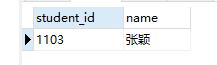 student_id name
1103 张颖